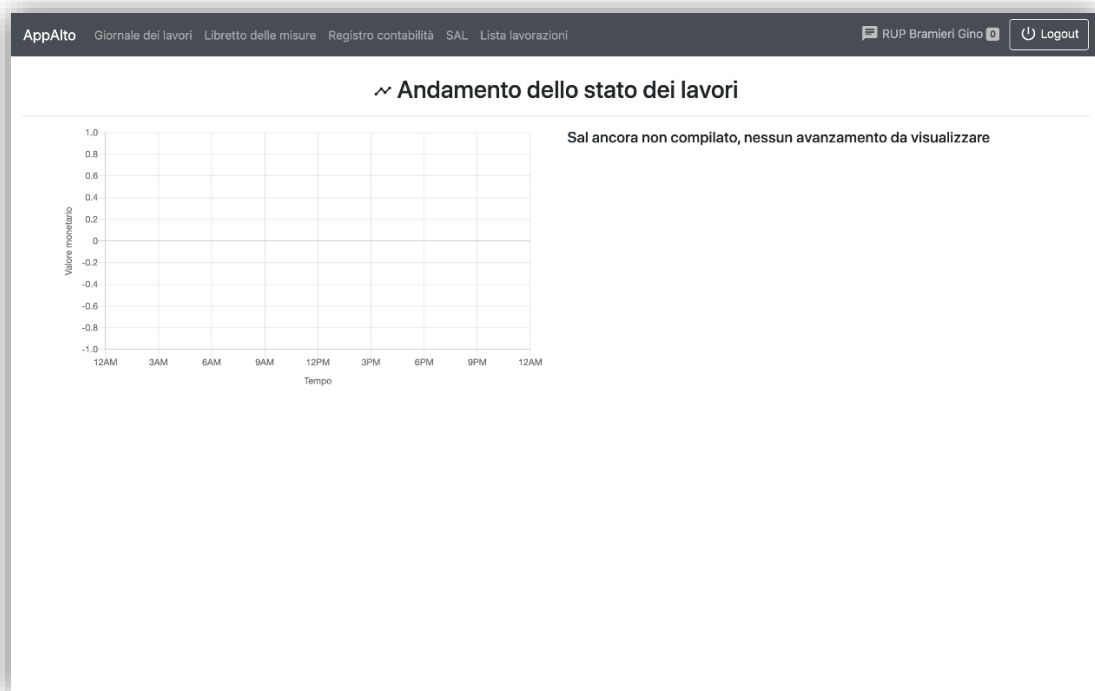 AppAlto Giornale dei lavori Libretto delle misure Registro contabilità SAL Lista lavorazioni RUP Bramieri Gino 0 Logout
Andamento dello stato dei lavori
Sal ancora non compilato, nessun avanzamento da visualizzare
1.0
0.8
0.6
0.4
0.2
0
-0.2
-0.4
-0.6
-0.8
-1.0
Valore monetario
12AM 3AM 6AM 9AM 12PM 3PM 6PM 9PM 12AM
Tempo